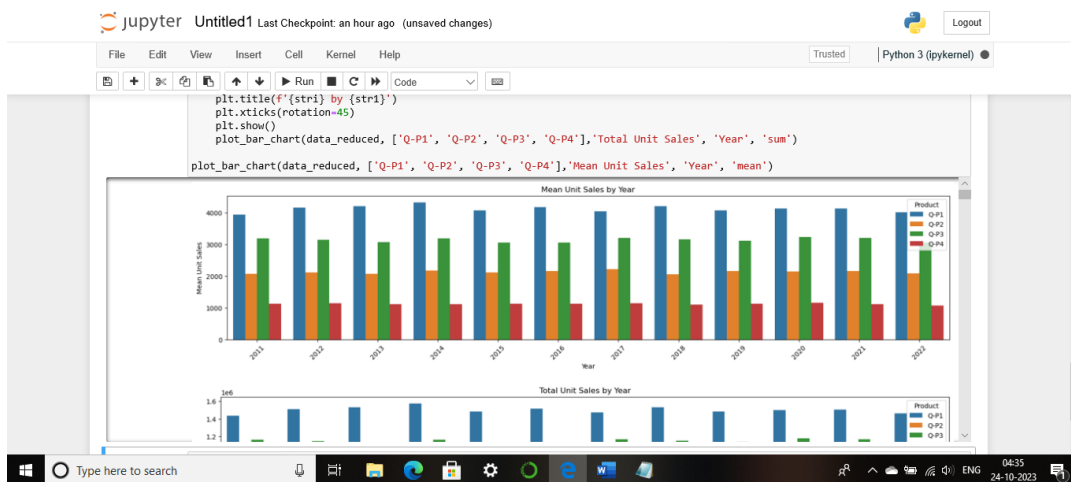 jupyter Untitled1 Last Checkpoint: an hour ago (unsaved changes)
Logout
File Edit View Insert Cell Kernel Help
Trusted
Python 3 (ipykernel)
Run
Code
plt.title(f'{stri} by {str1}')
plt.xticks(rotation=45)
plt.show()
plot_bar_chart(data_reduced, ['Q-P1', 'Q-P2', 'Q-P3', 'Q-P4'],'Total Unit Sales', 'Year', 'sum')
plot_bar_chart(data_reduced, ['Q-P1', 'Q-P2', 'Q-P3', 'Q-P4'],'Mean Unit Sales', 'Year', 'mean')
Mean Unit Sales by Year
Product
Q-P1
Q-P2
Q-P3
Q-P4
4000
3000
2000
1000
0
Mean Unit Sales
2011 2012 2013 2014 2015 2016 2017 2018 2019 2020 2021 2022
Year
Total Unit Sales by Year
1e6
1.6
1.4
1.2
Product
Q-P1
Q-P2
Q-P3
Type here to search
W
ENG
04:35
24-10-2023
1